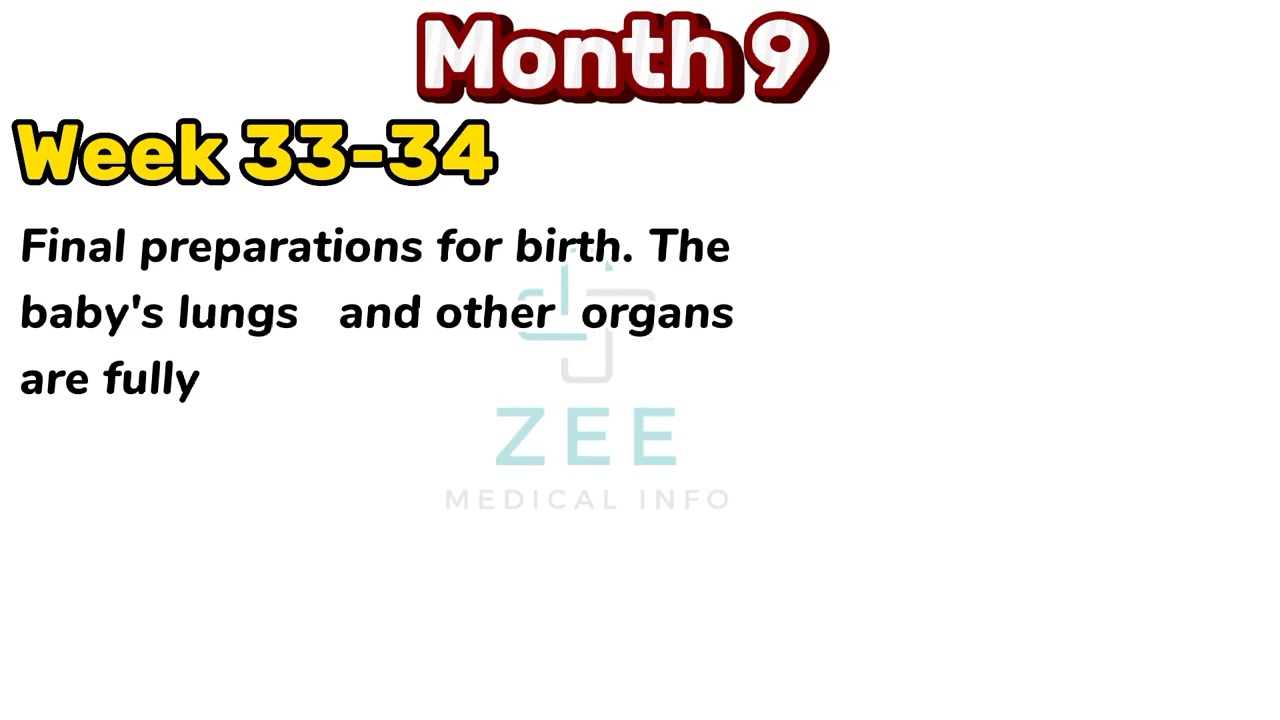 Month 9
Week 33-34
Final preparations for birth. The
baby's lungs and other organs
are fully
ZEE
MEDICAL INFO